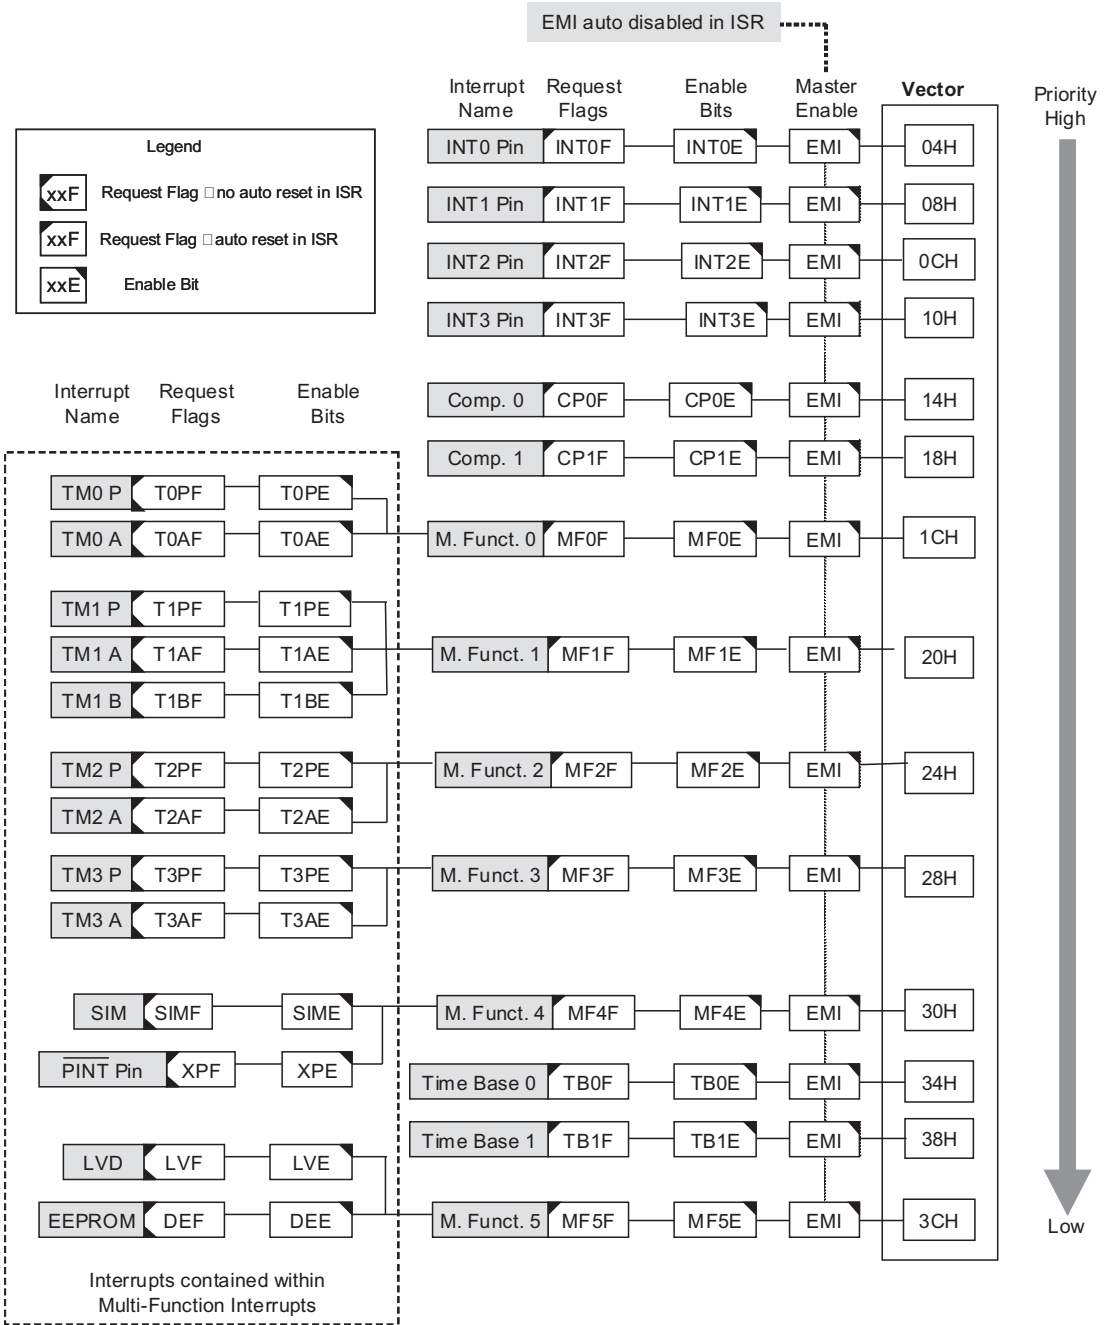 EMI auto disabled in ISR
Interrupt Name Request Flags Enable Bits Master Enable Vector Priority High
INT0 Pin INT0F INT0E EMI 04H
Legend
xxF Request Flag □ no auto reset in ISR
xxF Request Flag □ auto reset in ISR
xxE Enable Bit
INT1 Pin INT1F INT1E EMI 08H
INT2 Pin INT2F INT2E EMI 0CH
INT3 Pin INT3F INT3E EMI 10H
Interrupt Name Request Flags Enable Bits
Comp. 0 CP0F CP0E EMI 14H
Comp. 1 CP1F CP1E EMI 18H
TM0 P T0PF T0PE
TM0 A T0AF T0AE M. Funct. 0 MF0F MF0E EMI 1CH
TM1 P T1PF T1PE
TM1 A T1AF T1AE M. Funct. 1 MF1F MF1E EMI 20H
TM1 B T1BF T1BE
TM2 P T2PF T2PE M. Funct. 2 MF2F MF2E EMI 24H
TM2 A T2AF T2AE
TM3 P T3PF T3PE M. Funct. 3 MF3F MF3E EMI 28H
TM3 A T3AF T3AE
SIM SIMF SIME M. Funct. 4 MF4F MF4E EMI 30H
PINT Pin XPF XPE
Time Base 0 TB0F TB0E EMI 34H
Time Base 1 TB1F TB1E EMI 38H
LVD LVF LVE
EEPROM DEF DEE M. Funct. 5 MF5F MF5E EMI 3CH
Low
Interrupts contained within
Multi-Function Interrupts